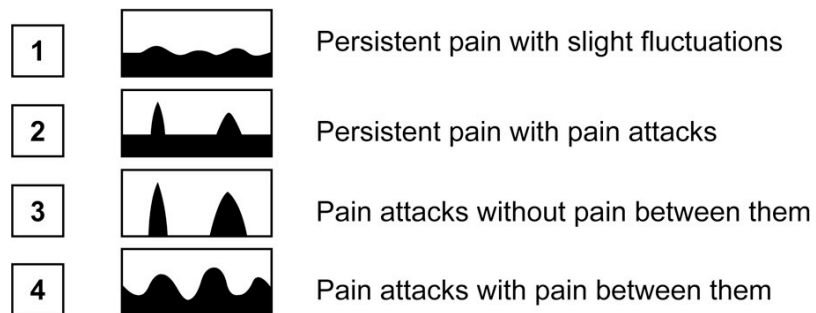 1 Persistent pain with slight fluctuations
2 Persistent pain with pain attacks
3 Pain attacks without pain between them
4 Pain attacks with pain between them